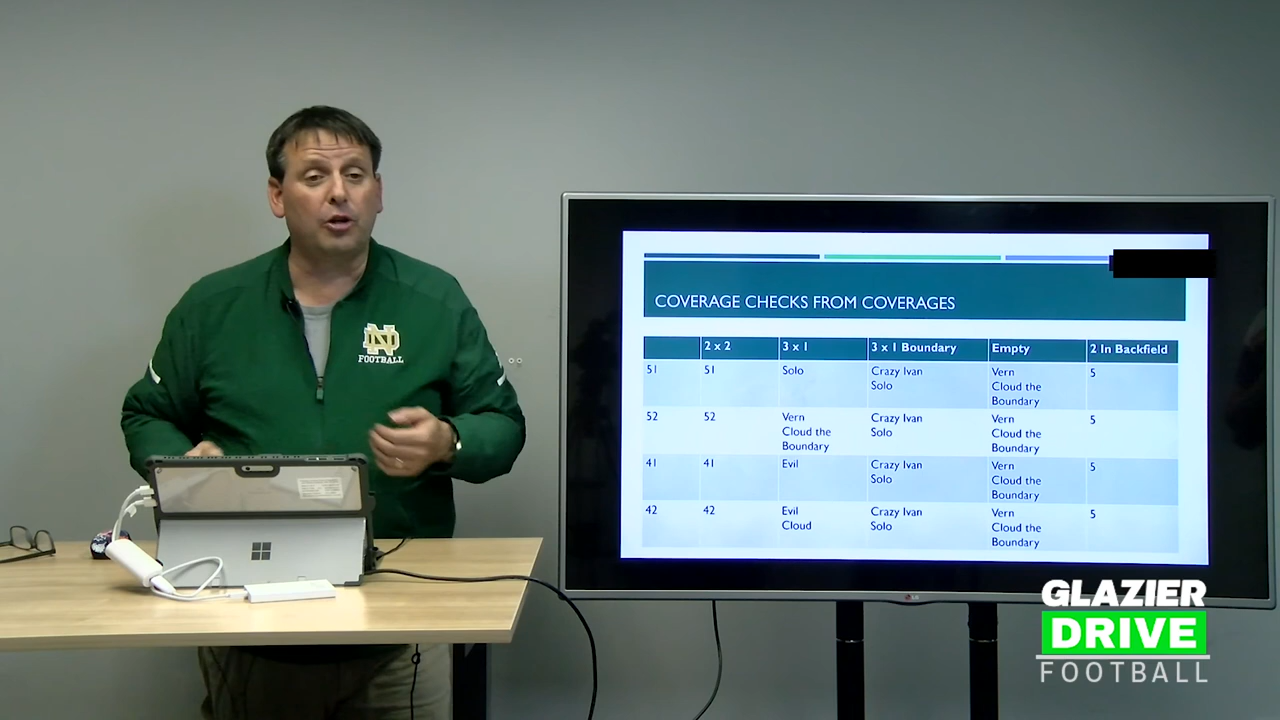 ND
FOOTBALL
COVERAGE CHECKS FROM COVERAGES
2 x 2 3 x 1 3 x 1 Boundary Empty 2 In Backfield
51 51 Solo Crazy Ivan Vern 5
Solo Cloud the
Boundary
52 52 Vern Crazy Ivan Vern 5
Cloud the Solo Cloud the
Boundary Boundary
41 41 Evil Crazy Ivan Vern 5
Solo Cloud the
Boundary
42 42 Evil Crazy Ivan Vern 5
Cloud Solo Cloud the
Boundary
LG
GLAZIER
DRIVE
FOOTBALL